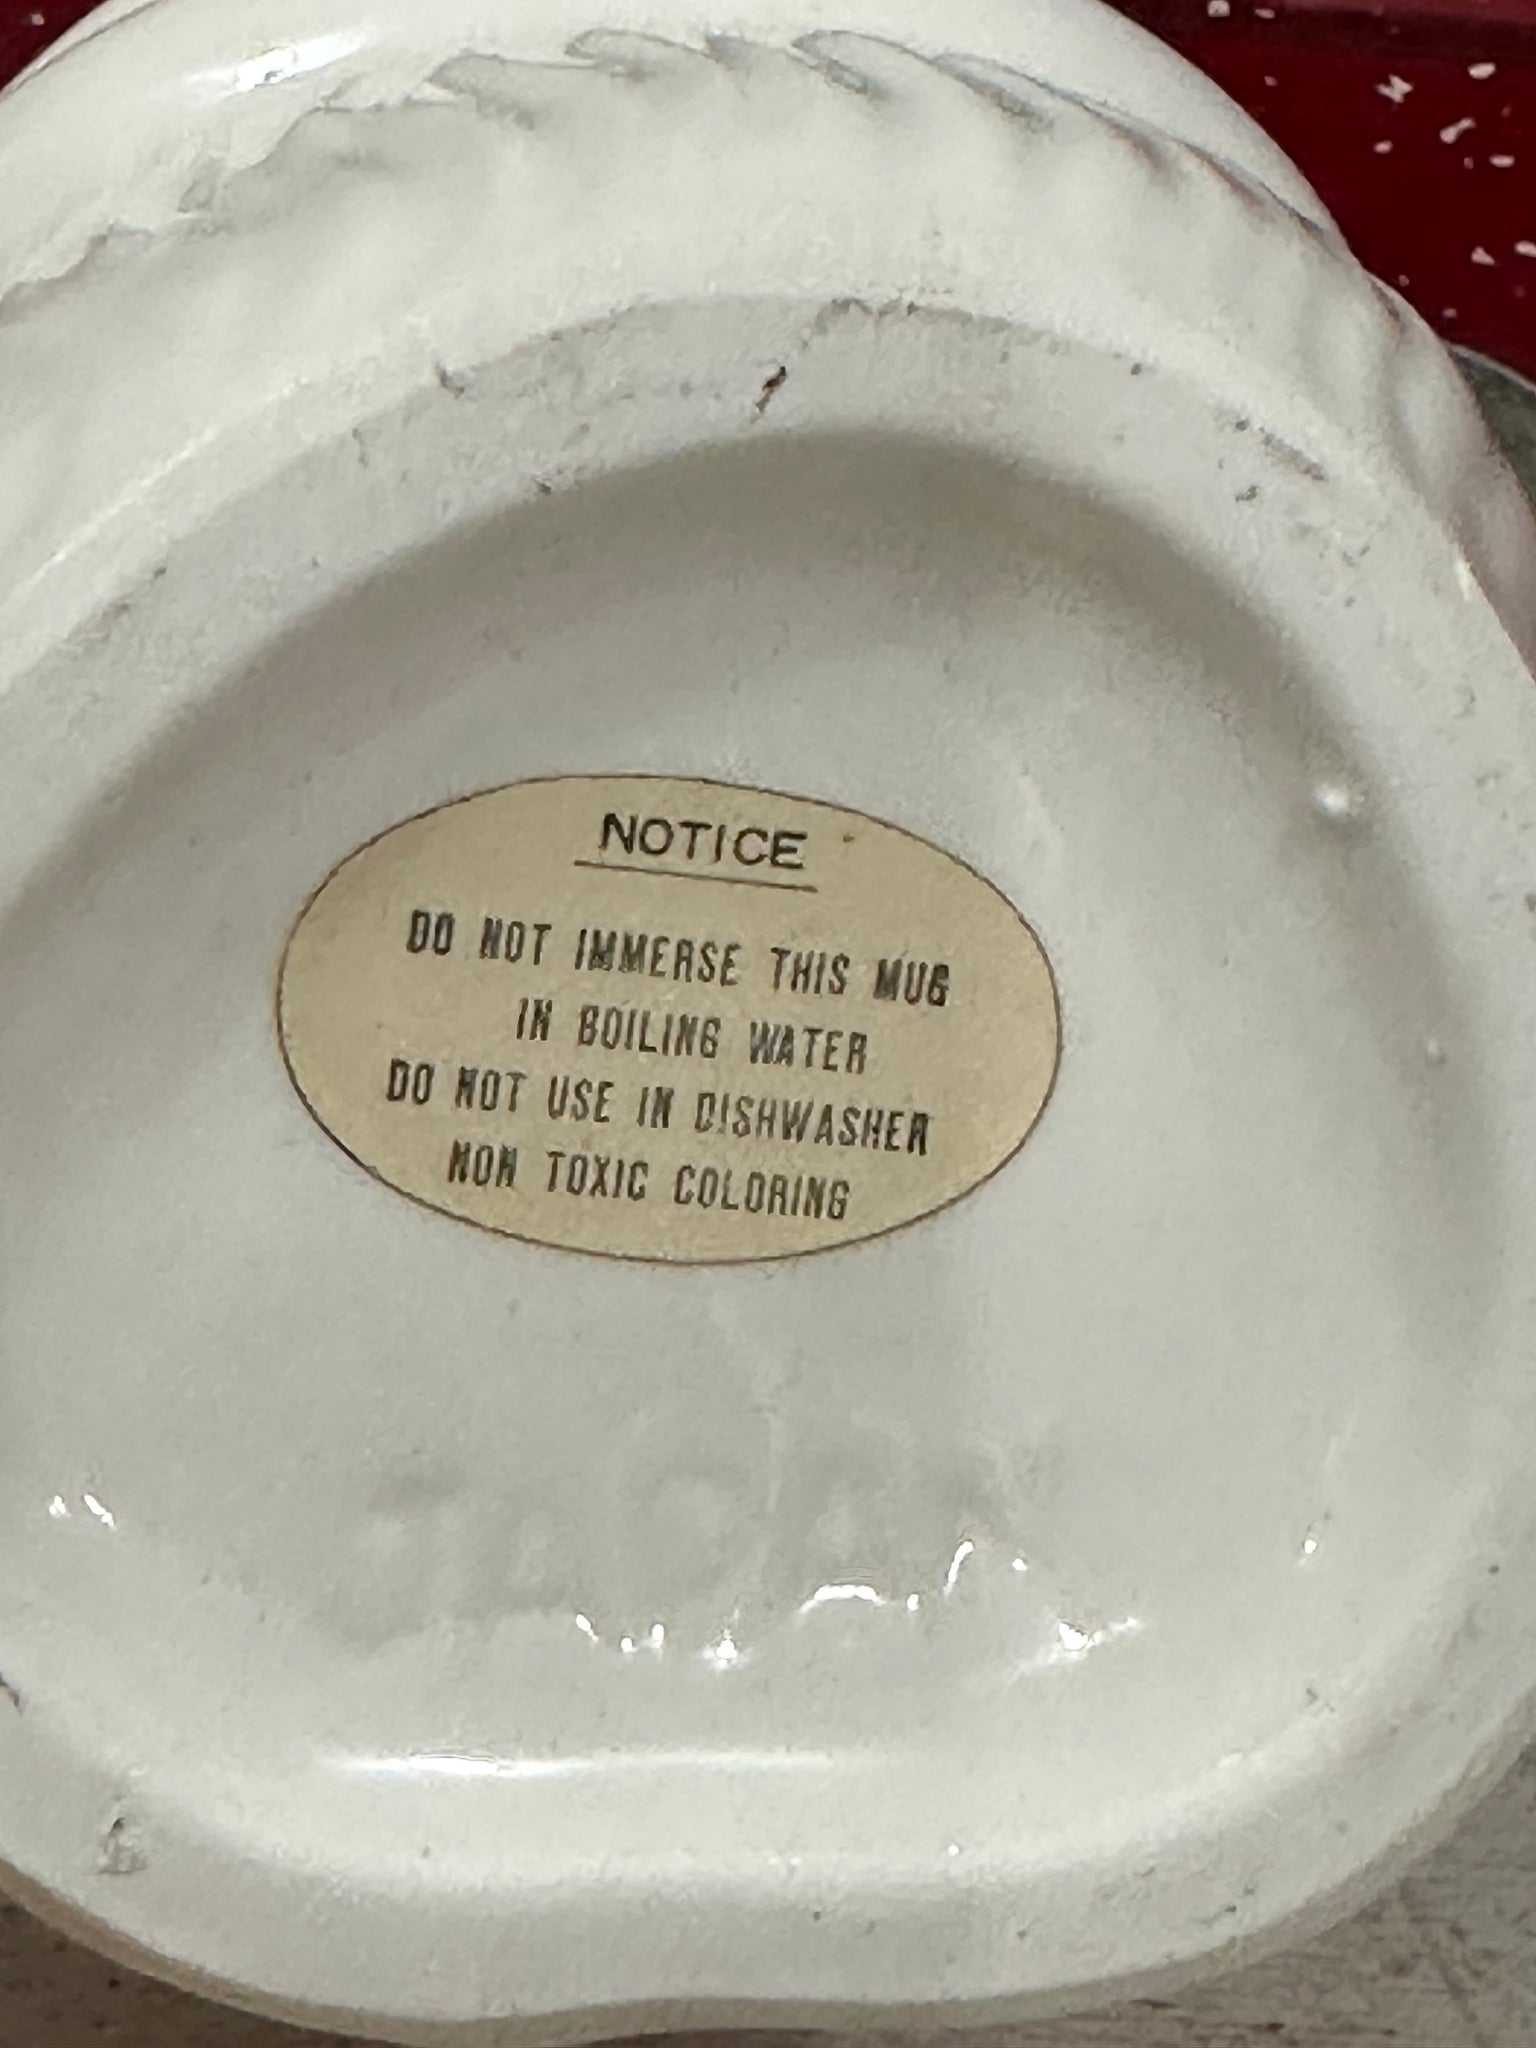 NOTICE
DO NOT IMMERSE THIS MUG
IN BOILING WATER
DO NOT USE IN DISHWASHER
NON TOXIC COLORING